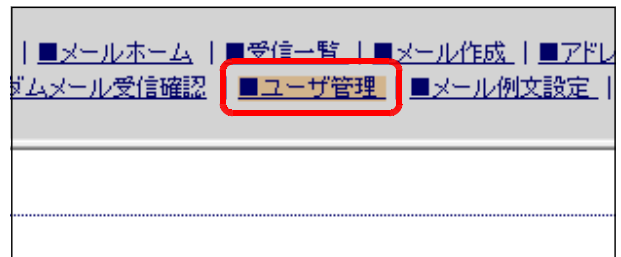 | ■メールホーム | ■受信一覧 | ■メール作成 | ■アドレ
ダムメール受信確認 ■ユーザ管理 ■メール例文設定 |